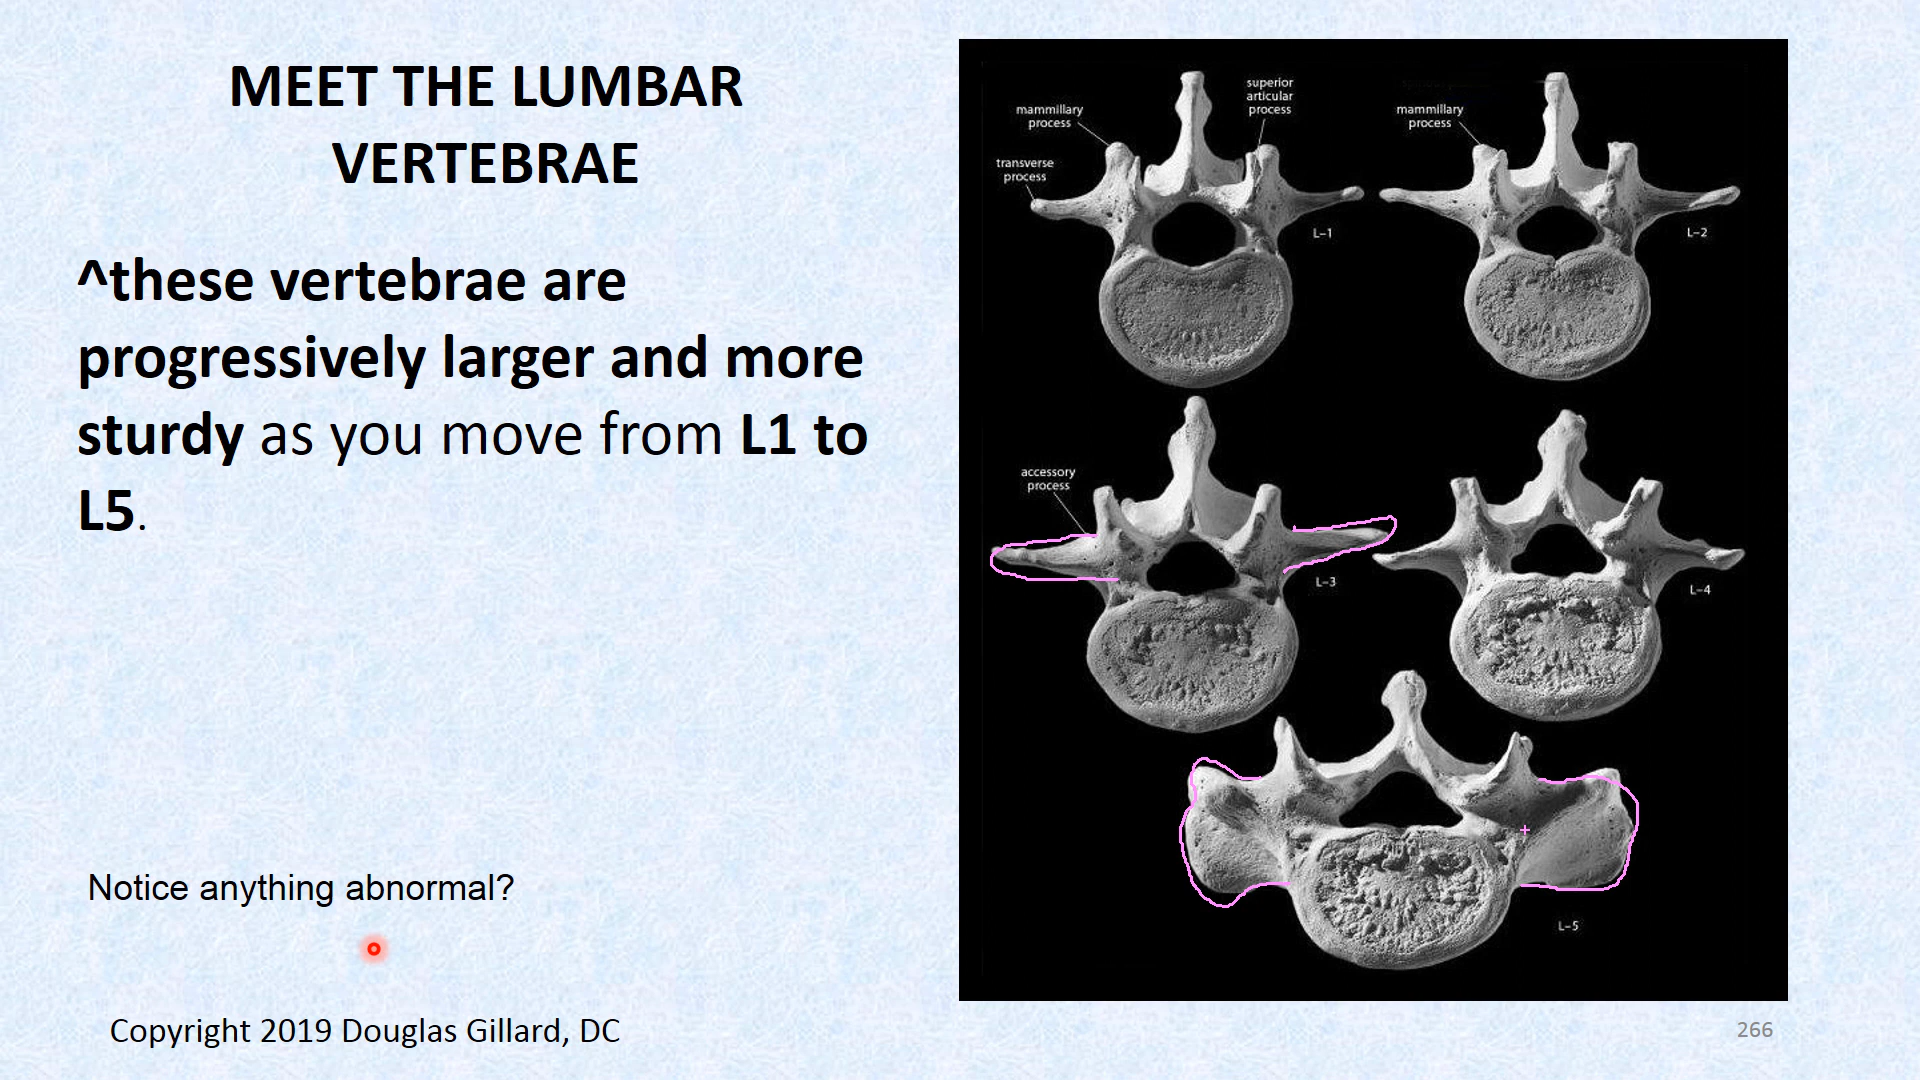 MEET THE LUMBAR
VERTEBRAE
^these vertebrae are
progressively larger and more
sturdy as you move from L1 to
L5.
Notice anything abnormal?
Copyright 2019 Douglas Gillard, DC
mammillary
process
superior
articular
process
transverse
process
L–1
mammillary
process
L–2
accessory
process
L–3
L–4
L–5
266